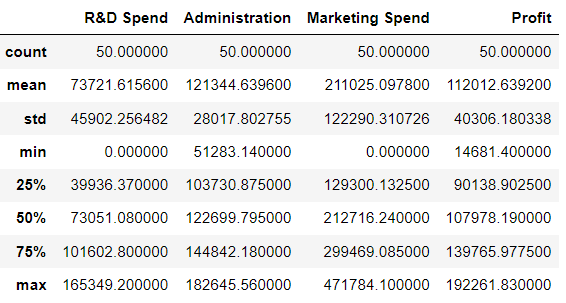 R&D Spend Administration Marketing Spend Profit
count 50.000000 50.000000 50.000000 50.000000
mean 73721.615600 121344.639600 211025.097800 112012.639200
std 45902.256482 28017.802755 122290.310726 40306.180338
min 0.000000 51283.140000 0.000000 14681.400000
25% 39936.370000 103730.875000 129300.132500 90138.902500
50% 73051.080000 122699.795000 212716.240000 107978.190000
75% 101602.800000 144842.180000 299469.085000 139765.977500
max 165349.200000 182645.560000 471784.100000 192261.830000